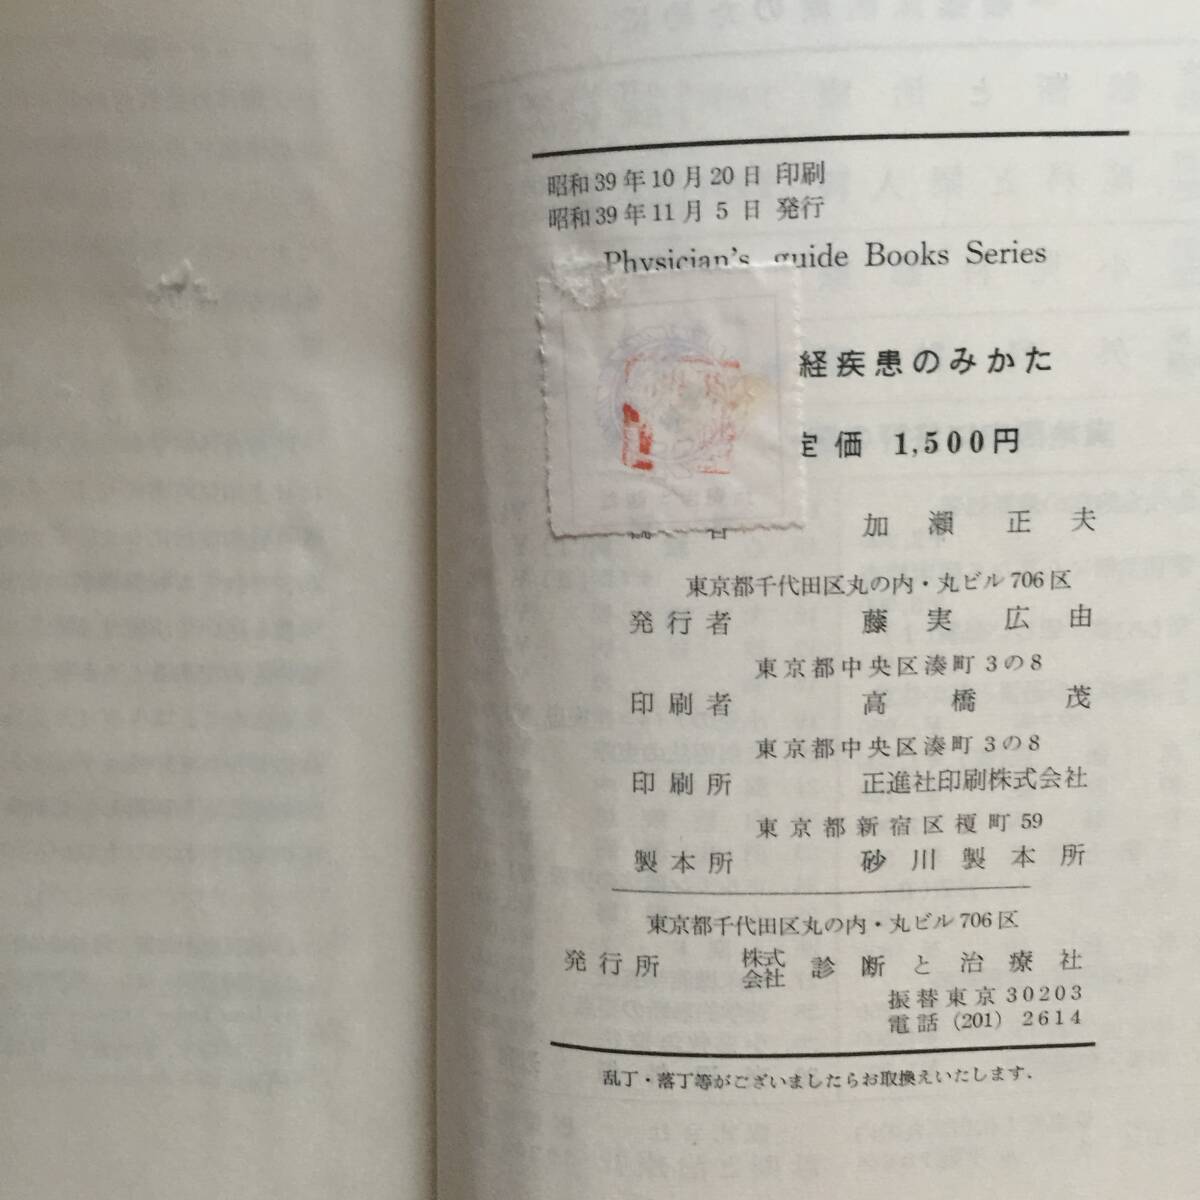 昭和39年10月20日 印刷
昭和39年11月 5 日 発行
Physician's guide Books Series
経疾患のみかた
定価 1,500円
加瀬正夫
東京都千代田区丸の内・丸ビル706区
発行者 藤実広由
東京都中央区湊町3の8
印刷者 高橋茂
東京都中央区湊町3の8
印刷所 正進社印刷株式会社
東京都新宿区榎町59
製本所 砂川製本所
東京都千代田区丸の内・丸ビル706区
発行所 株式会社 診断と治療社
振替東京30203
電話(201) 2614
乱丁・落丁等がございましたらお取換えいたします.